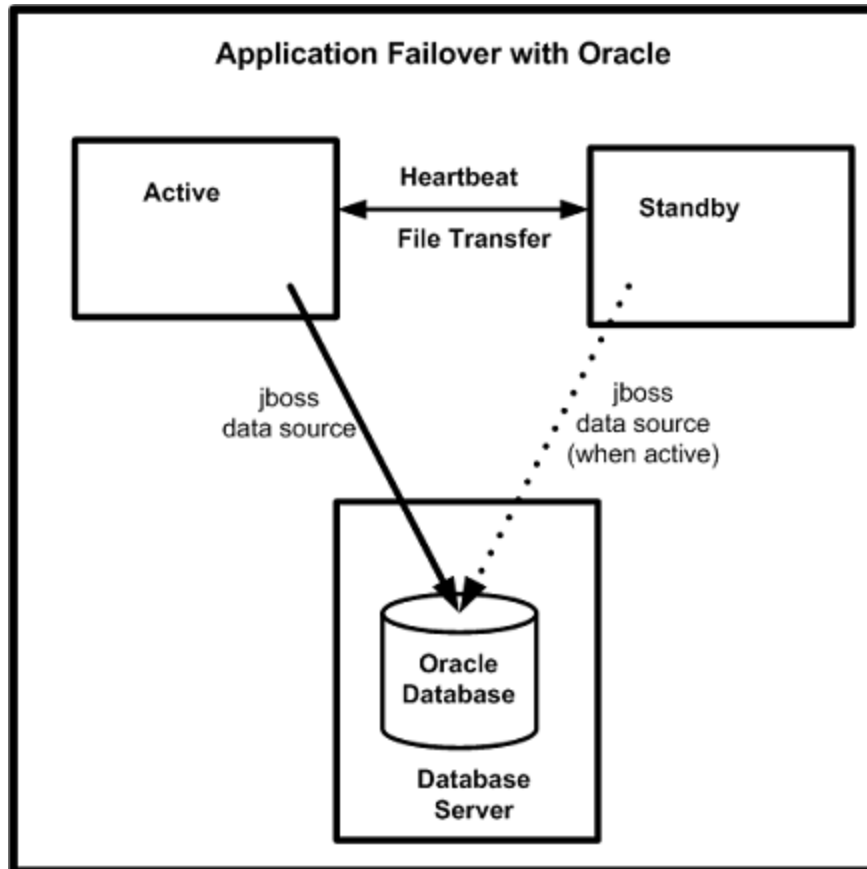 Application Failover with Oracle
Active
Heartbeat
File Transfer
Standby
jboss
data source
jboss
data source
(when active)
Oracle
Database
Database
Server